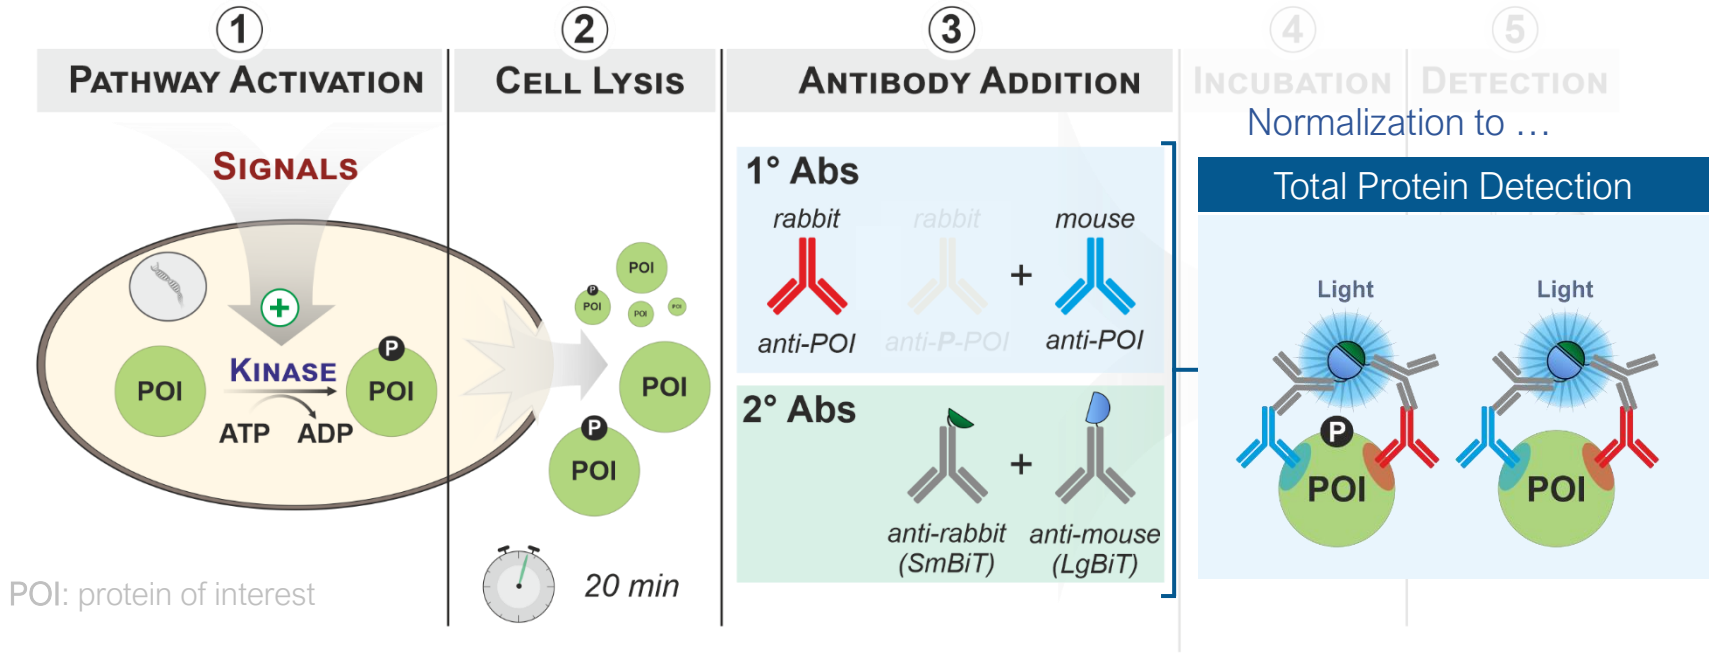 1
PATHWAY ACTIVATION
SIGNALS
+
POI
KINASE
ATP
ADP
P
POI
POI: protein of interest
2
CELL LYSIS
POI
P
POI
POI
POI
POI
P
POI
20 min
3
ANTIBODY ADDITION
1° Abs
rabbit
rabbit
mouse
+
anti-POI
anti-P-POI
anti-POI
2° Abs
+
anti-rabbit
(SmBiT)
anti-mouse
(LgBiT)
4
INCUBATION
5
DETECTION
Normalization to ...
Total Protein Detection
Light
P
POI
Light
POI